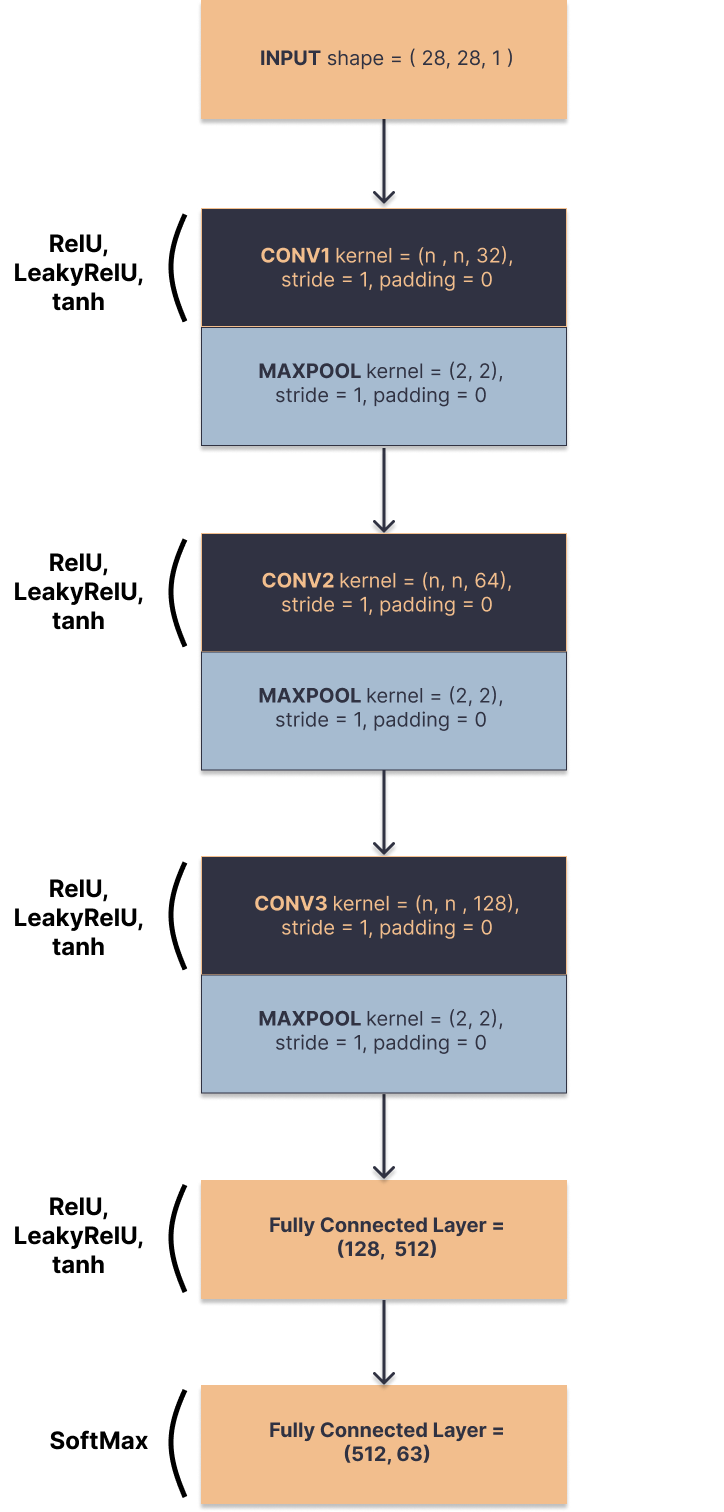 INPUT shape = ( 28, 28, 1 )
RelU,
LeakyRelU,
tanh
CONV1 kernel = (n , n, 32),
stride = 1, padding = 0
MAXPOOL kernel = (2, 2),
stride = 1, padding = 0
RelU,
LeakyRelU,
tanh
CONV2 kernel = (n, n, 64),
stride = 1, padding = 0
MAXPOOL kernel = (2, 2),
stride = 1, padding = 0
RelU,
LeakyRelU,
tanh
CONV3 kernel = (n, n , 128),
stride = 1, padding = 0
MAXPOOL kernel = (2, 2),
stride = 1, padding = 0
RelU,
LeakyRelU,
tanh
Fully Connected Layer =
(128, 512)
SoftMax
Fully Connected Layer =
(512, 63)